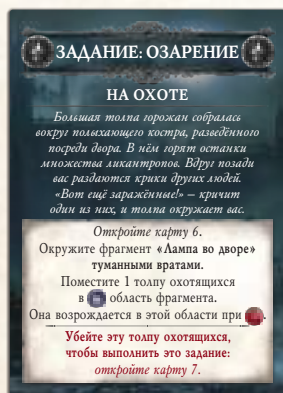 ЗАДАНИЕ: ОЗАРЕНИЕ
НА ОХОТЕ
Большая толпа горожан собралась
вокруг полыхающего костра, разведённого
посреди двора. В нём горят останки
множества ликантропов. Вдруг позади
вас раздаются крики других людей.
«Вот ещё заражённые!» – кричит
один из них, и толпа окружает вас.
Откройте карту 6.
Окружите фрагмент «Лампа во дворе»
туманными вратами.
Поместите 1 толпу охотящихся
в область фрагмента.
Она возрождается в этой области при .
Убейте эту толпу охотящихся,
чтобы выполнить это задание:
откройте карту 7.